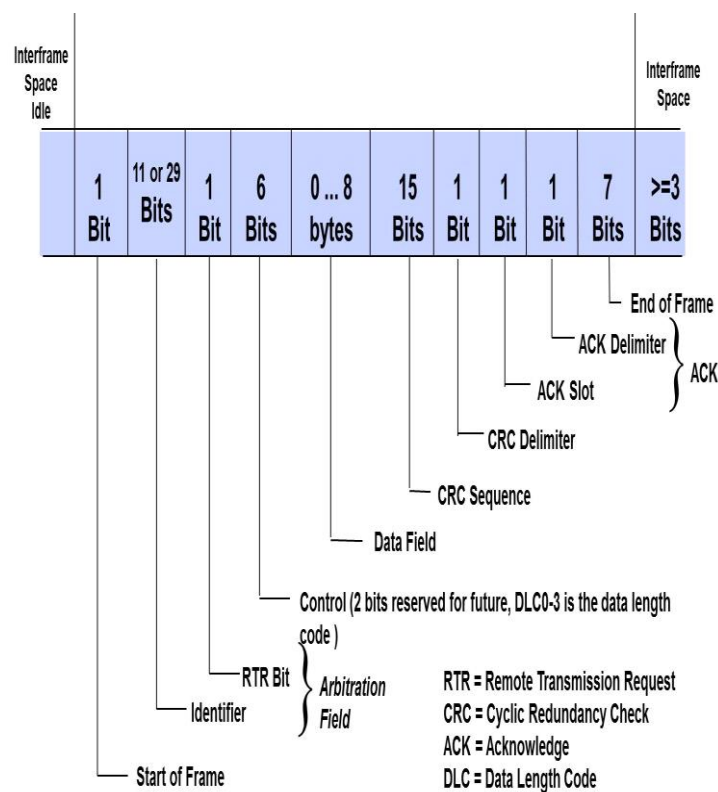 Interframe
Space
Idle
Interframe
Space
1
Bit
11 or 29
Bits
1
Bit
6
Bits
0 ... 8
bytes
15
Bits
1
Bit
1
Bit
1
Bit
7
Bits
>=3
Bits
End of Frame
ACK Delimiter
ACK
ACK Slot
CRC Delimiter
CRC Sequence
Data Field
Control (2 bits reserved for future, DLC0-3 is the data length
code )
RTR Bit
Arbitration
Field
Identifier
Start of Frame
RTR = Remote Transmission Request
CRC = Cyclic Redundancy Check
ACK = Acknowledge
DLC = Data Length Code